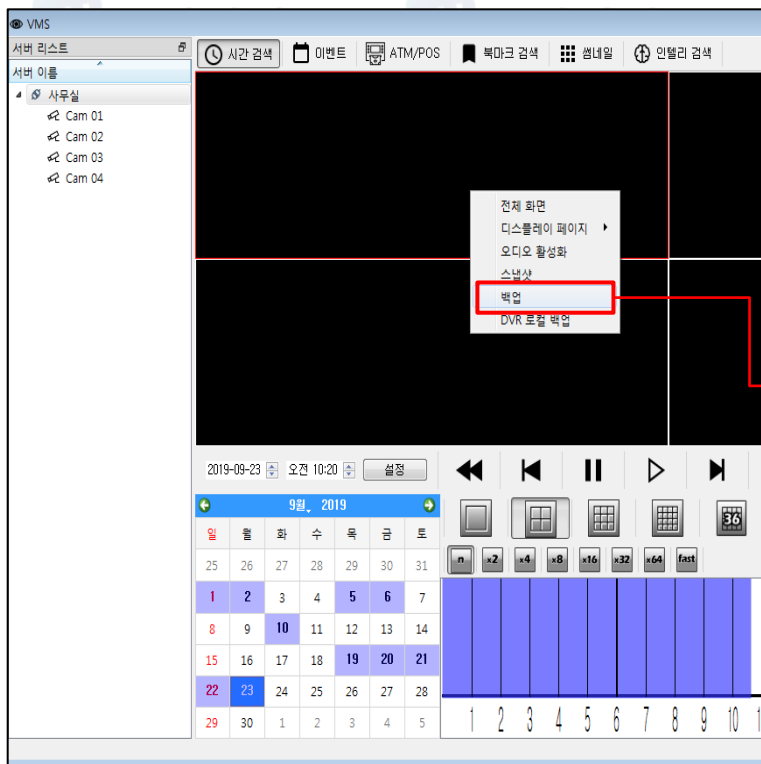 VMS
서버 리스트
시간 검색 이벤트 ATM/POS 북마크 검색 썸네일 인텔리 검색
서버 이름
사무실
Cam 01
Cam 02
Cam 03
Cam 04
전체 화면
디스플레이 페이지
오디오 활성화
스냅샷
백업
DVR 로컬 백업
2019-09-23 오전 10:20 설정
9월, 2019
일 월 화 수 목 금 토
25 26 27 28 29 30 31
1 2 3 4 5 6 7
8 9 10 11 12 13 14
15 16 17 18 19 20 21
22 23 24 25 26 27 28
29 30 1 2 3 4 5
36
n x2 x4 x8 x16 x32 x64 fast
1 2 3 4 5 6 7 8 9 10